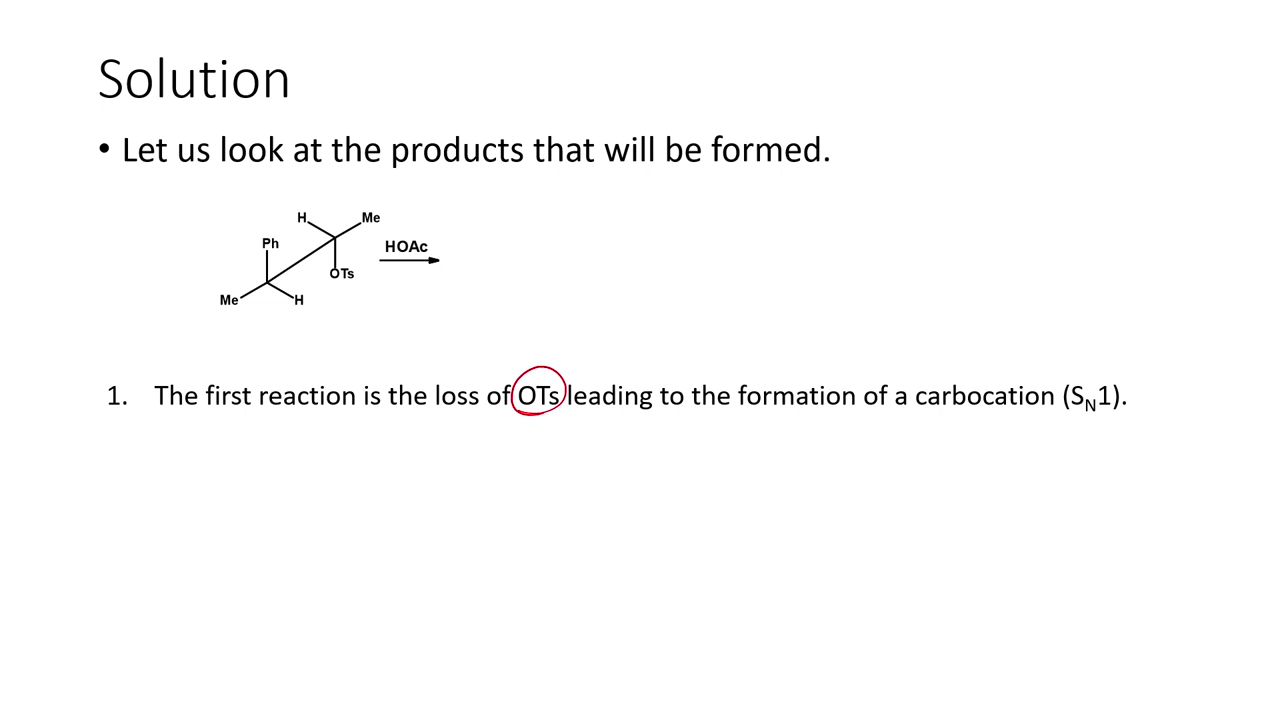 Solution
• Let us look at the products that will be formed.
H Me
Ph
HOAc
OTs
Me H
1. The first reaction is the loss of OTs leading to the formation of a carbocation (SN1).